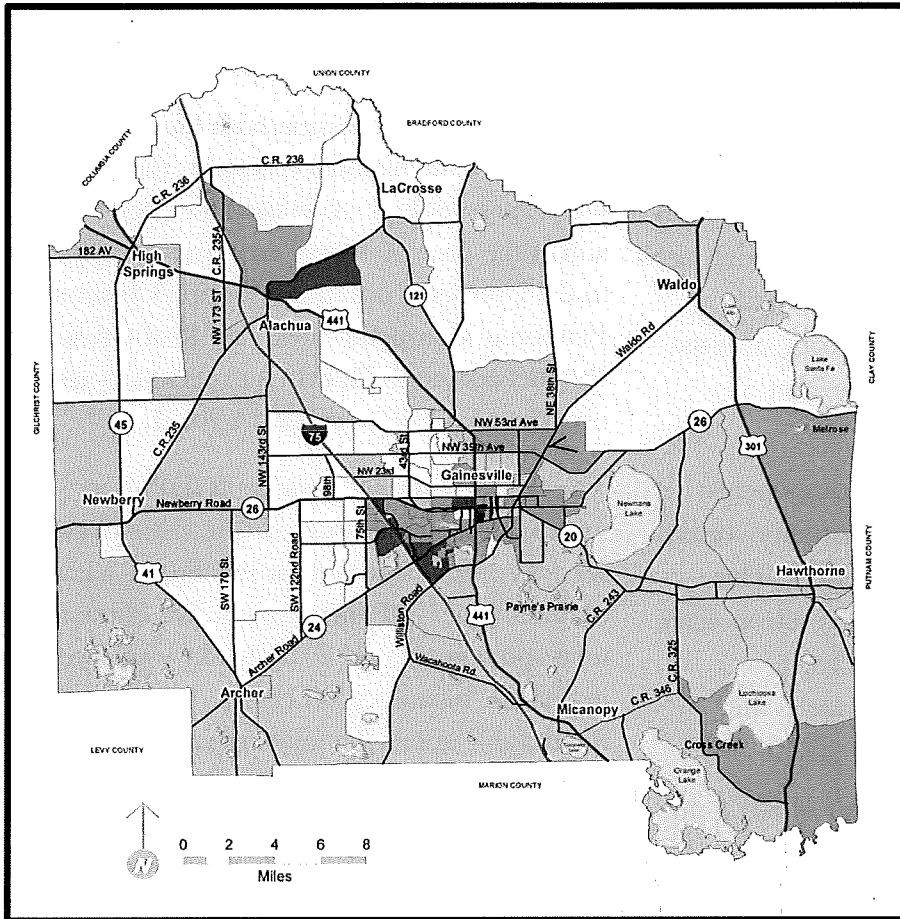 UNION COUNTY
BRADFORD COUNTY
COLUMBIA COUNTY
C.R. 236
C.R. 236
LaCrosse
182 AV
High
Springs
C.R. 235A
NW 173 ST
121
Waldo
Alachua
441
Waldo Rd
NE 38th St
Lake
Santa Fe
CLAY COUNTY
GILCHRIST COUNTY
45
C.R. 235
NW 143rd St.
75
NW 53rd Ave
NW 39th Ave
43rd St.
NW 23rd
98th
Gainesville
26
301
Melrose
Newberry
Newberry Road
26
75th St.
Newnans
Lake
20
Hawthorne
PUTNAM COUNTY
41
SW 170 St.
SW 122nd Road
24
Archer Road
Williston Road
441
Payne's Prairie
C.R. 243
C.R. 325
Wacahoota Rd
Archer
Micanopy
C.R. 346
Lochloosa
Lake
Cross Creek
Orange
Lake
LEVY COUNTY
MARION COUNTY
N
0 2 4 6 8
Miles